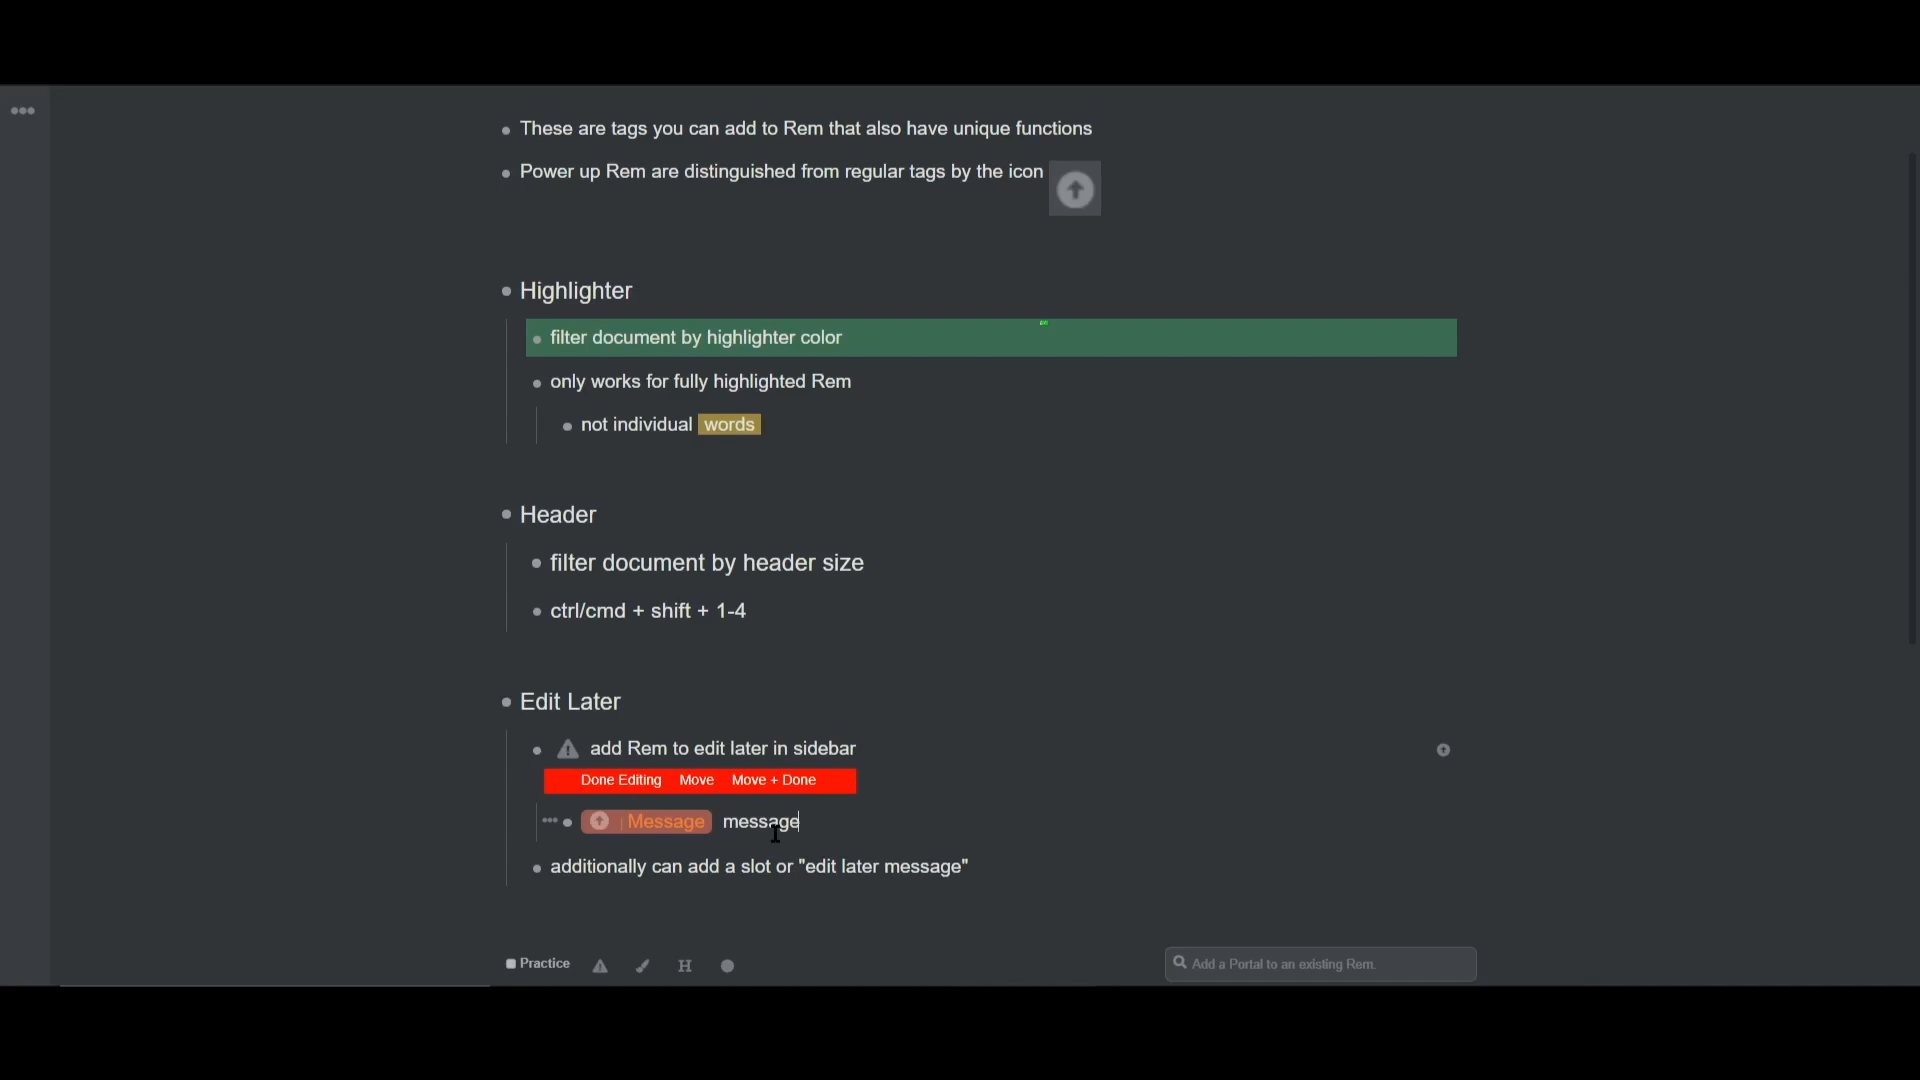 These are tags you can add to Rem that also have unique functions
Power up Rem are distinguished from regular tags by the icon
Highlighter
filter document by highlighter color
only works for fully highlighted Rem
not individual words
Header
filter document by header size
ctrl/cmd + shift + 1-4
Edit Later
add Rem to edit later in sidebar
Done Editing Move Move + Done
Message message
additionally can add a slot or "edit later message"
Practice H Add a Portal to an existing Rem.